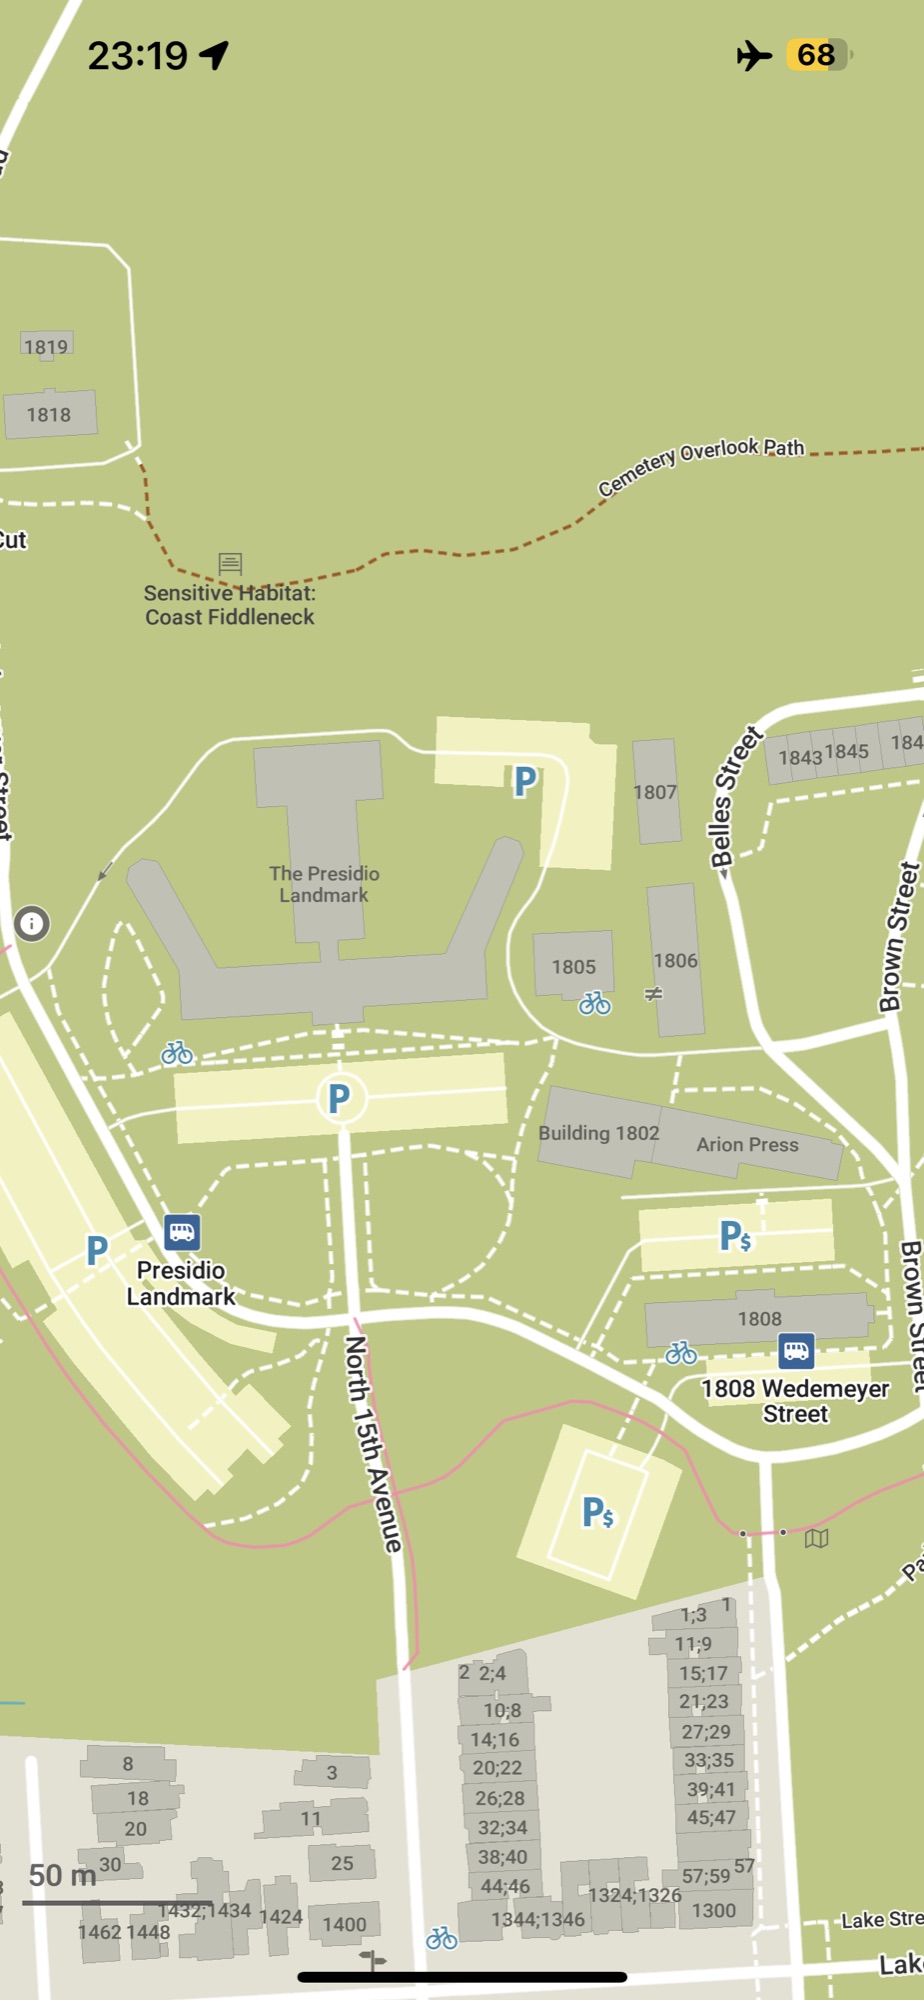 23:19
68
1819
1818
Cemetery Overlook Path
Cut
Sensitive Habitat:
Coast Fiddleneck
Belles Street
1843
1845
P
1807
The Presidio
Landmark
Street
Brown Street
i
1805
1806
P
Building 1802
Arion Press
P
P$
Presidio
Landmark
Brown Street
1808
North 15th Avenue
1808 Wedemeyer
Street
P$
1;3
1
11;9
2
2;4
15;17
10;8
21;23
14;16
27;29
8
3
20;22
33;35
18
26;28
39;41
20
11
32;34
45;47
30
25
38;40
57;59
57
50 m
44;46
1432;1434
1424
1400
1344;1346
1324;1326
1300
1462
1448
Lake Stre
Lak